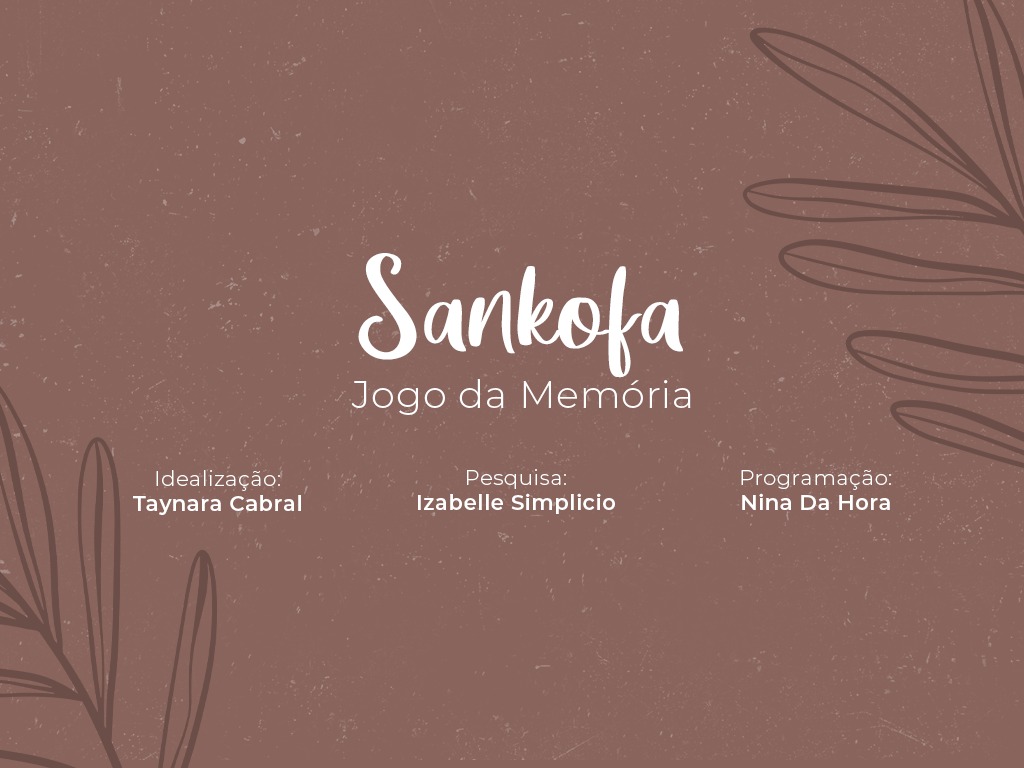 Sankofa
Jogo da Memória
Idealização:
Taynara Cabral
Pesquisa:
Izabelle Simplicio
Programação:
Nina Da Hora